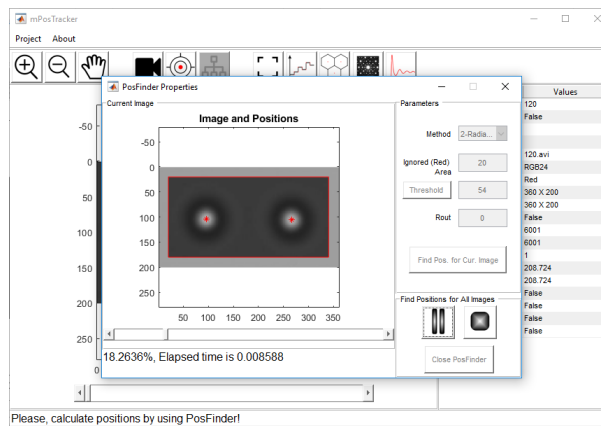 mPosTracker
Project About
PosFinder Properties
Current Image
Image and Positions
-50
0
50
100
150
200
250
50 100 150 200 250 300 350
18.2636%, Elapsed time is 0.008588
Parameters
Method 2-Radia...
Ignored (Red) Area 20
Threshold 54
Rout 0
Find Pos. for Cur. Image
Find Positions for All Images
Close PosFinder
-50
0
50
100
150
200
250
0
Values
120
False
120.avi
RGB24
Red
360 X 200
360 X 200
False
6001
6001
1
208.724
208.724
False
False
False
False
Please, calculate positions by using PosFinder!